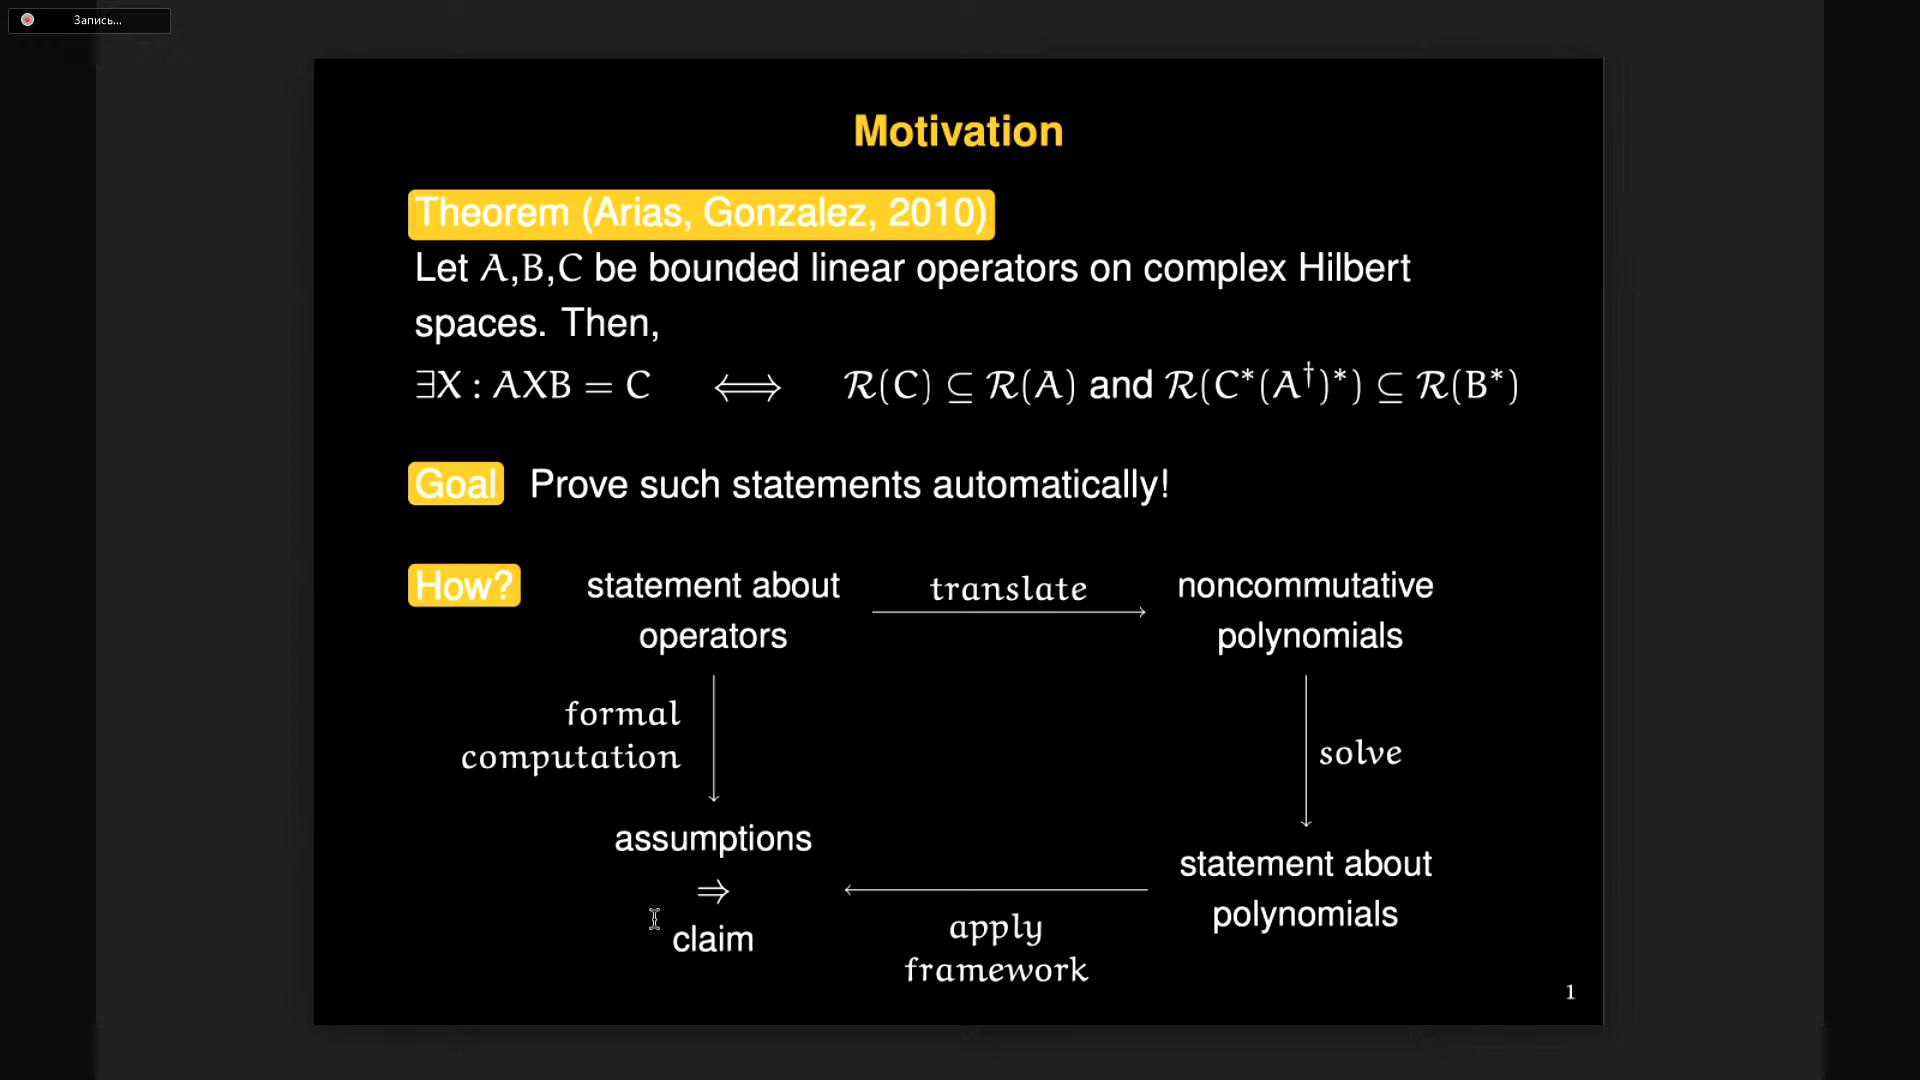 Запись...
Motivation
Theorem (Arias, Gonzalez, 2010)
Let A,B,C be bounded linear operators on complex Hilbert
spaces. Then,
∃X : AXB = C ⟺ ℛ(C) ⊆ ℛ(A) and ℛ(C*(A†)*) ⊆ ℛ(B*)
Goal Prove such statements automatically!
How? statement about translate noncommutative
operators polynomials
formal
computation
solve
assumptions
⇒
claim
statement about
polynomials
apply
framework
1